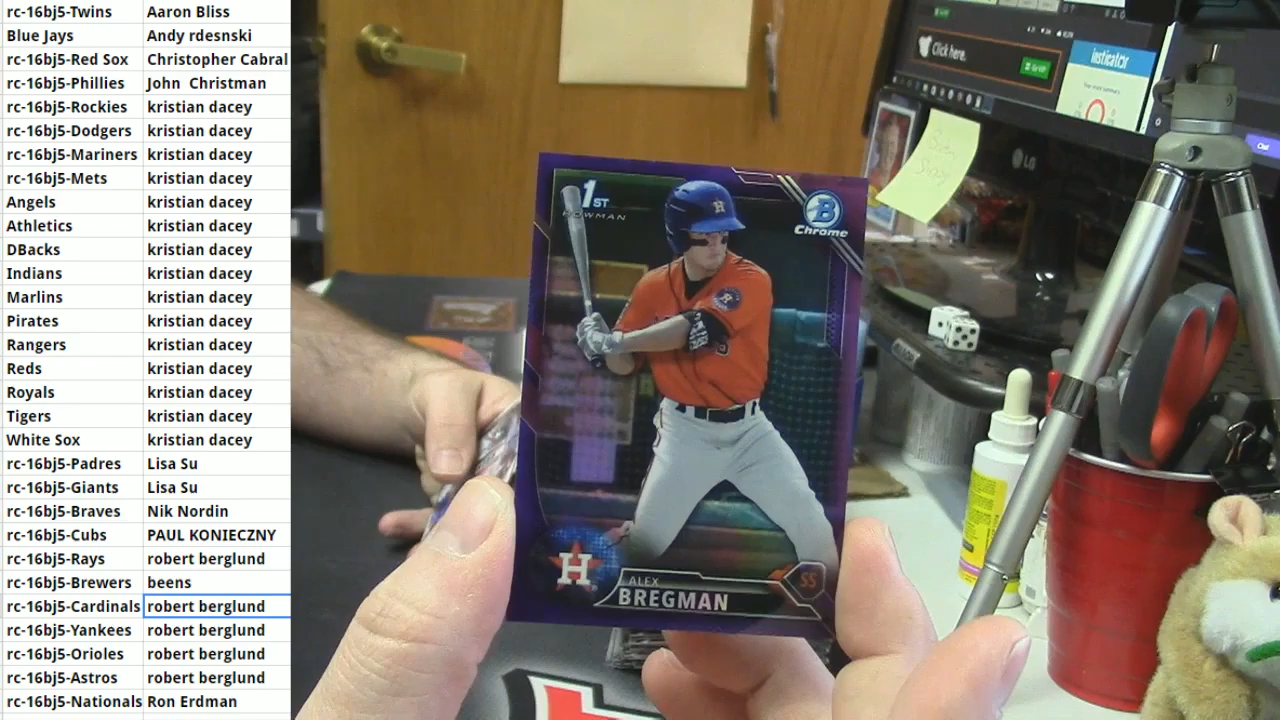 rc-16bj5-Twins Aaron Bliss
Blue Jays Andy rdesnski
rc-16bj5-Red Sox Christopher Cabral
rc-16bj5-Phillies John  Christman
rc-16bj5-Rockies kristian dacey
rc-16bj5-Dodgers kristian dacey
rc-16bj5-Mariners kristian dacey
rc-16bj5-Mets kristian dacey
Angels kristian dacey
Athletics kristian dacey
DBacks kristian dacey
Indians kristian dacey
Marlins kristian dacey
Pirates kristian dacey
Rangers kristian dacey
Reds kristian dacey
Royals kristian dacey
Tigers kristian dacey
White Sox kristian dacey
rc-16bj5-Padres Lisa Su
rc-16bj5-Giants Lisa Su
rc-16bj5-Braves Nik Nordin
rc-16bj5-Cubs PAUL KONIECZNY
rc-16bj5-Rays robert berglund
rc-16bj5-Brewers beens
rc-16bj5-Cardinals robert berglund
rc-16bj5-Yankees robert berglund
rc-16bj5-Orioles robert berglund
rc-16bj5-Astros robert berglund
rc-16bj5-Nationals Ron Erdman
1ST
BOWMAN
B
Chrome
H
H
ALEX
BREGMAN
SS
Click here.
insticator
LG